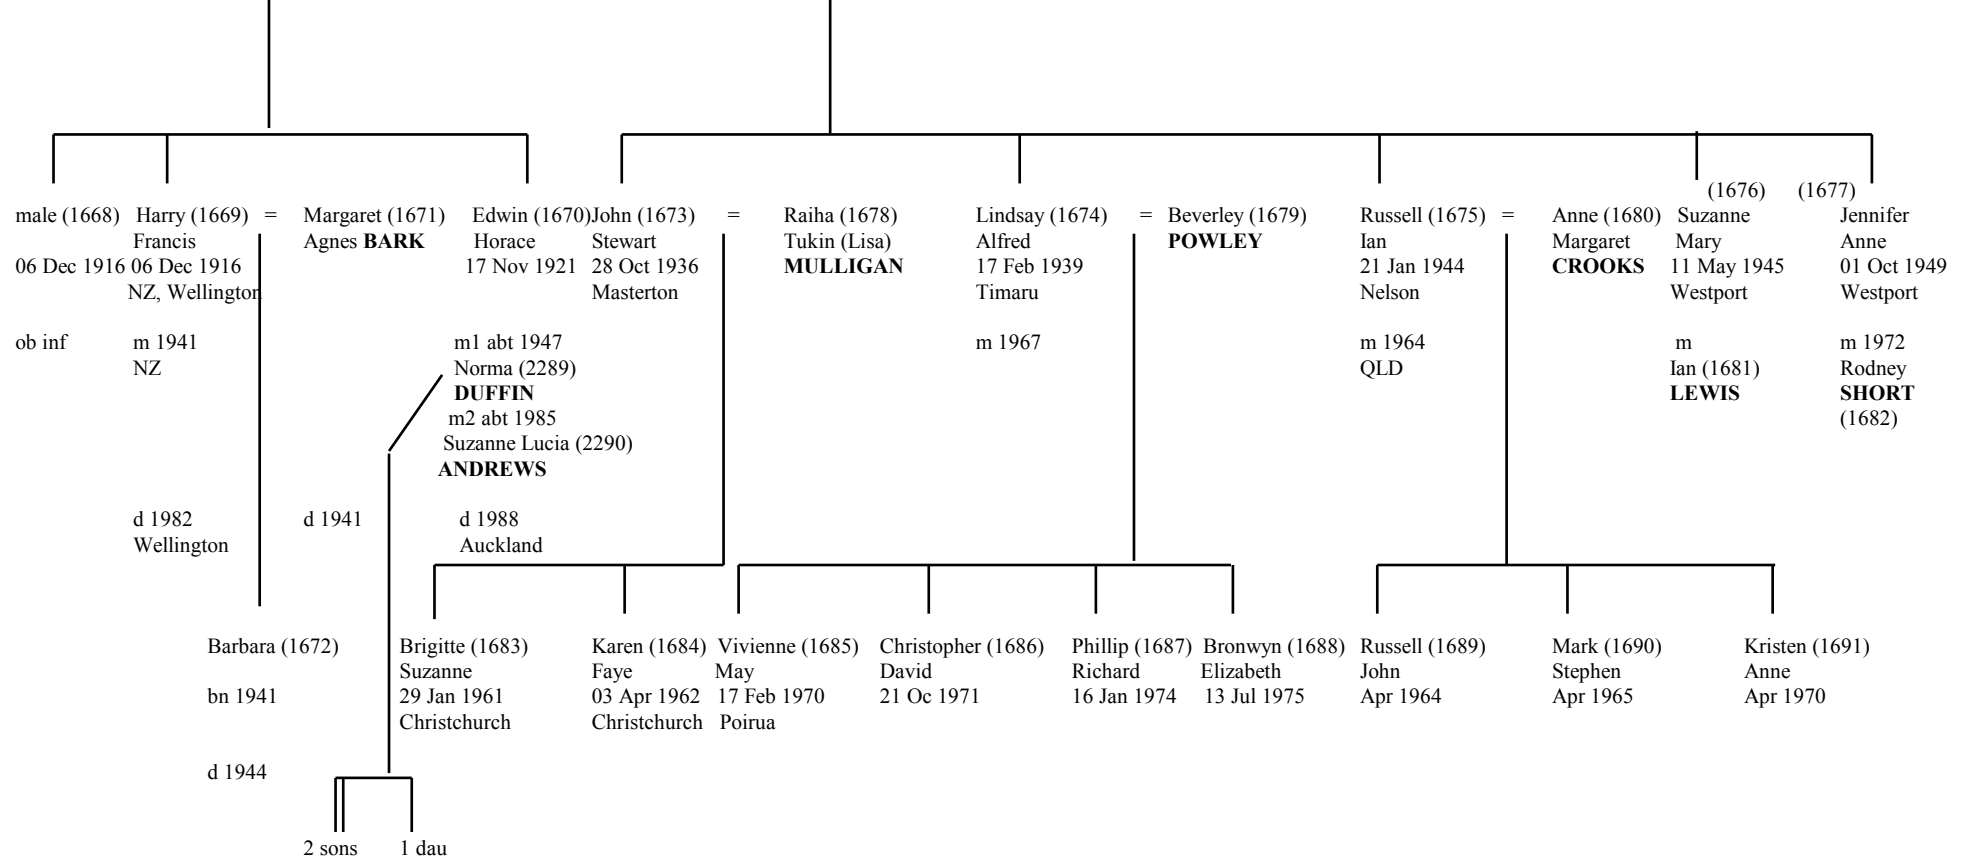 (1676) (1677)
male (1668) Harry (1669) = Margaret (1671) Edwin (1670) John (1673) = Raiha (1678) Lindsay (1674) = Beverley (1679) Russell (1675) = Anne (1680) Suzanne Jennifer
Francis Agnes BARK Horace Stewart Tukin (Lisa) Alfred POWLEY Ian Margaret Mary Anne
06 Dec 1916 06 Dec 1916 17 Nov 1921 28 Oct 1936 MULLIGAN 17 Feb 1939 21 Jan 1944 CROOKS 11 May 1945 01 Oct 1949
NZ, Wellington Masterton Timaru Nelson Westport Westport
ob inf m 1941 m1 abt 1947 m 1967 m 1964 m m 1972
NZ Norma (2289) QLD Ian (1681) Rodney
DUFFIN LEWIS SHORT
m2 abt 1985 (1682)
Suzanne Lucia (2290)
ANDREWS
d 1982 d 1941 d 1988
Wellington Auckland
Barbara (1672) Brigitte (1683) Karen (1684) Vivienne (1685) Christopher (1686) Phillip (1687) Bronwyn (1688) Russell (1689) Mark (1690) Kristen (1691)
Suzanne Faye May David Richard Elizabeth John Stephen Anne
bn 1941 29 Jan 1961 03 Apr 1962 17 Feb 1970 21 Oc 1971 16 Jan 1974 13 Jul 1975 Apr 1964 Apr 1965 Apr 1970
Christchurch Christchurch Poirua
d 1944
2 sons 1 dau